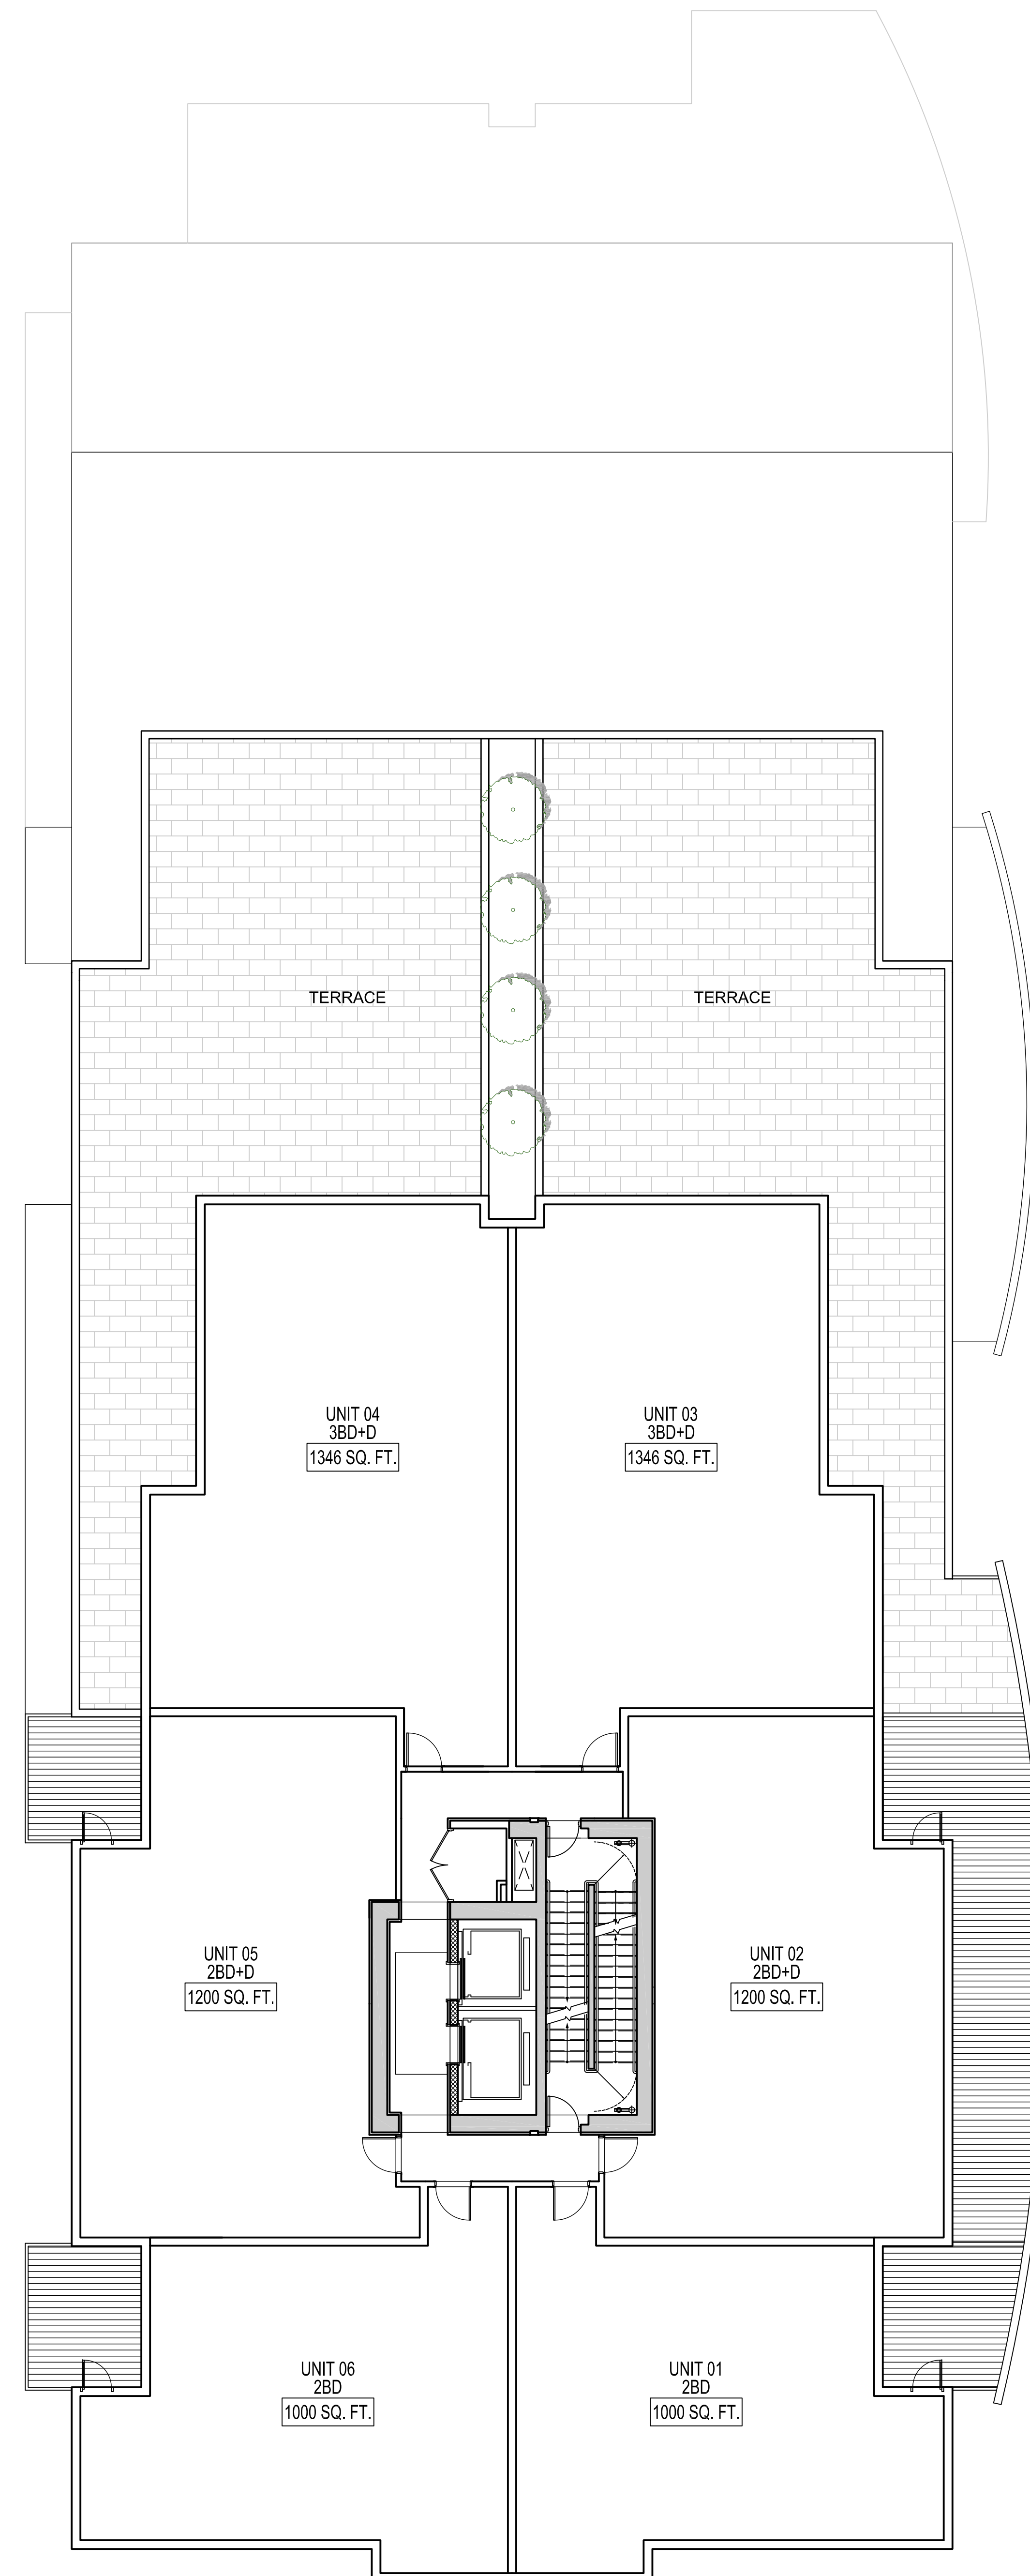 TERRACE
TERRACE
UNIT 04
3BD+D
1346 SQ. FT.
UNIT 03
3BD+D
1346 SQ. FT.
UNIT 05
2BD+D
1200 SQ. FT.
UNIT 02
2BD+D
1200 SQ. FT.
UNIT 06
2BD
1000 SQ. FT.
UNIT 01
2BD
1000 SQ. FT.